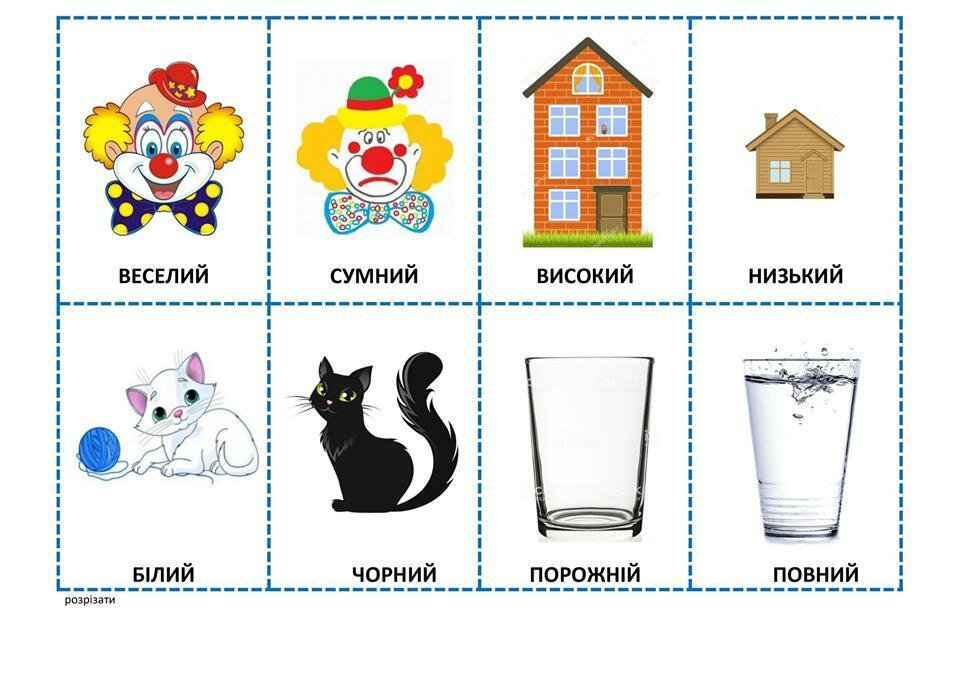 ВЕСЕЛИЙ
СУМНИЙ
ВИСОКИЙ
НИЗЬКИЙ
БІЛИЙ
ЧОРНИЙ
ПОРОЖНІЙ
ПОВНИЙ
розрізати